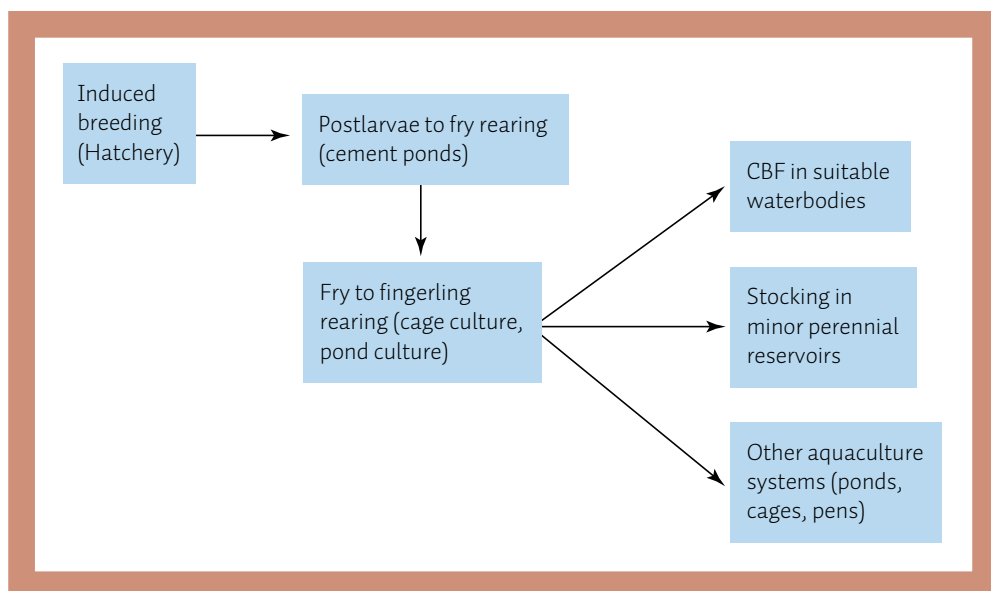 Induced
breeding
(Hatchery)
Postlarvae to fry rearing
(cement ponds)
Fry to fingerling
rearing (cage culture,
pond culture)
CBF in suitable
waterbodies
Stocking in
minor perennial
reservoirs
Other aquaculture
systems (ponds,
cages, pens)